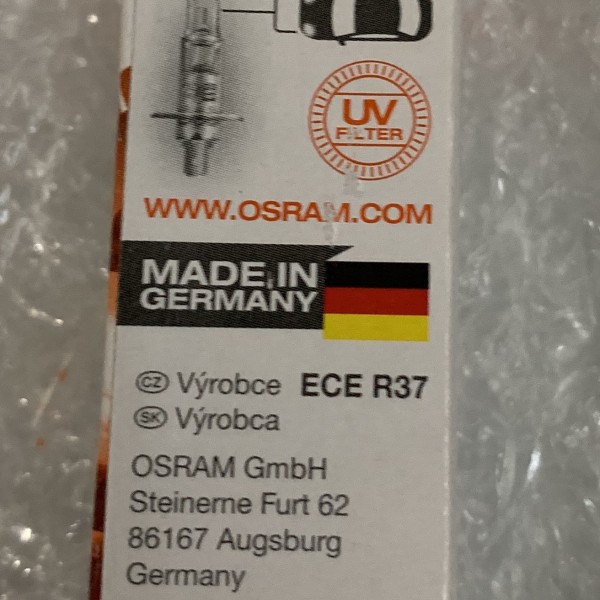 UV
FILTER
WWW.OSRAM.COM
MADE IN
GERMANY
CZ Výrobce ECE R37
SK Výrobca
OSRAM GmbH
Steinerne Furt 62
86167 Augsburg
Germany